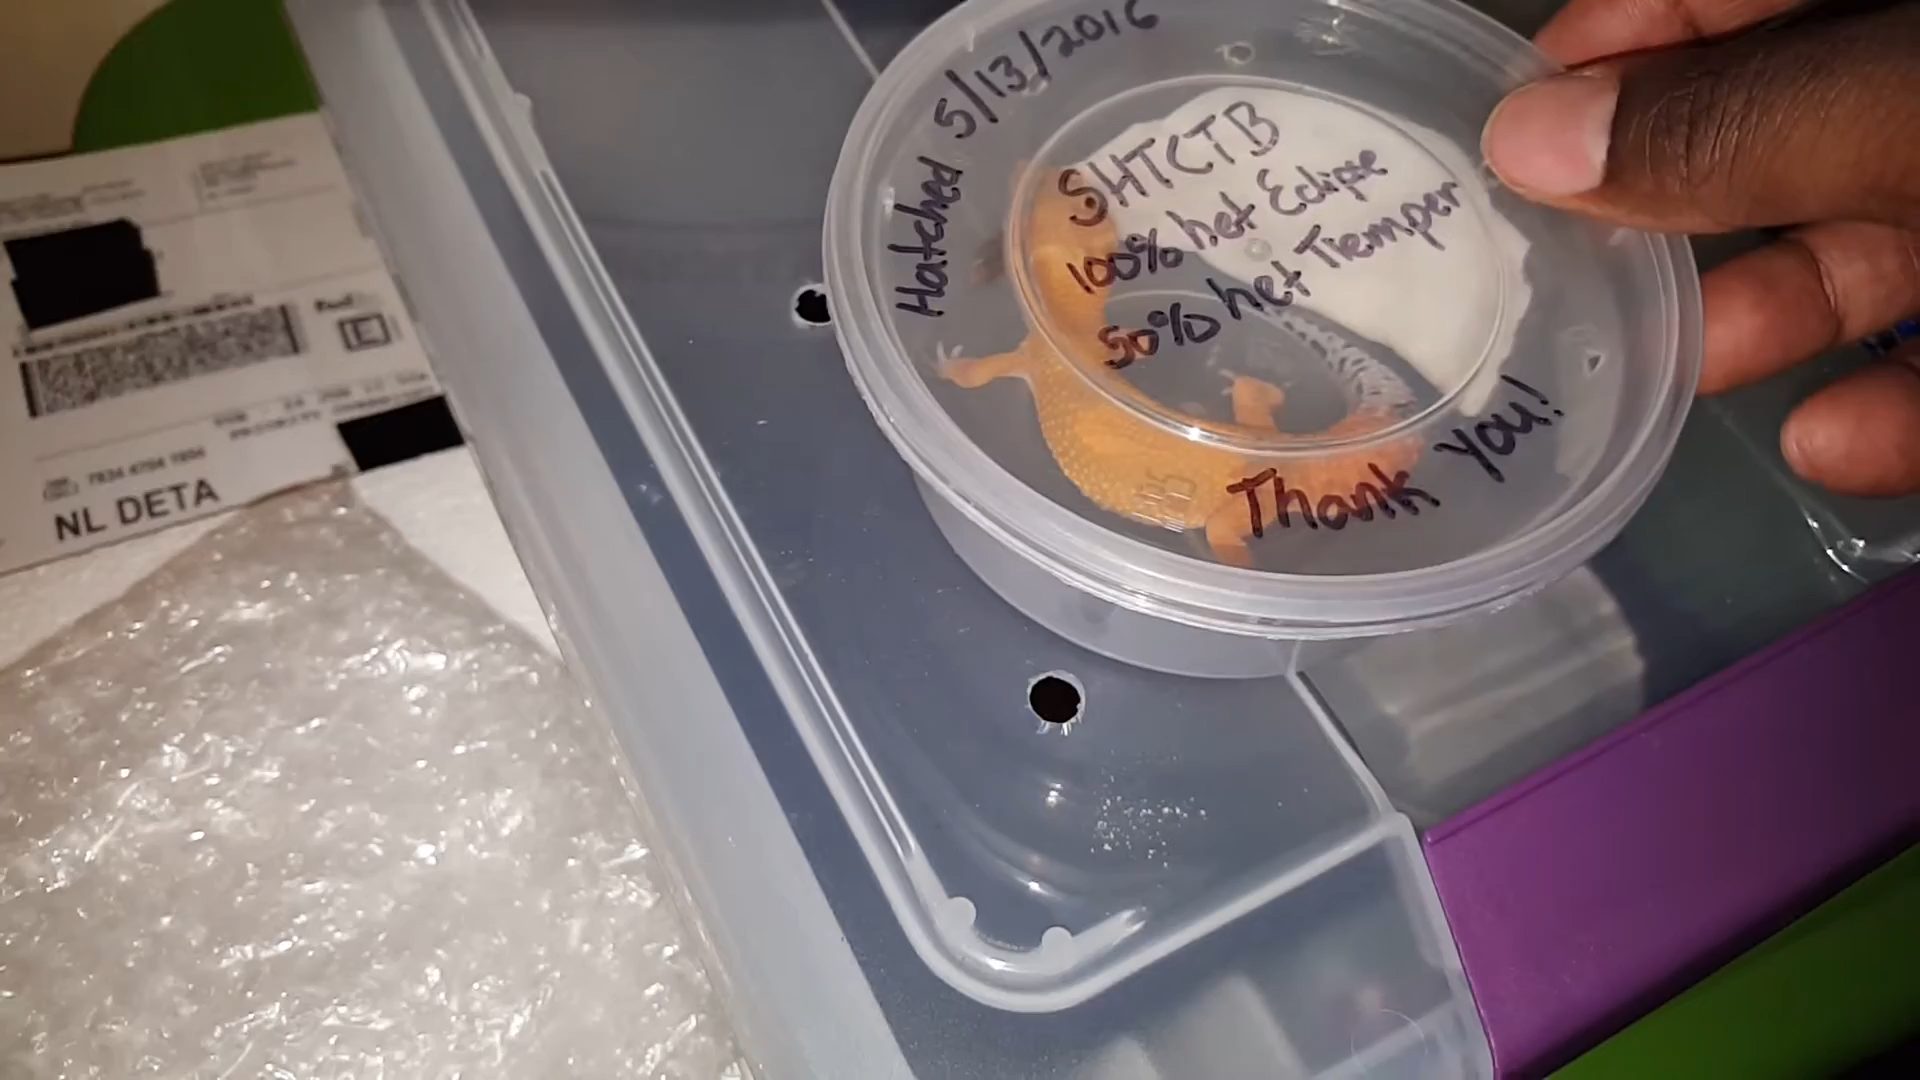 Hatched 5/13/2016
SHTCTB
100% het Eclipse
50% het Tremper
Thank you!
NL DETA